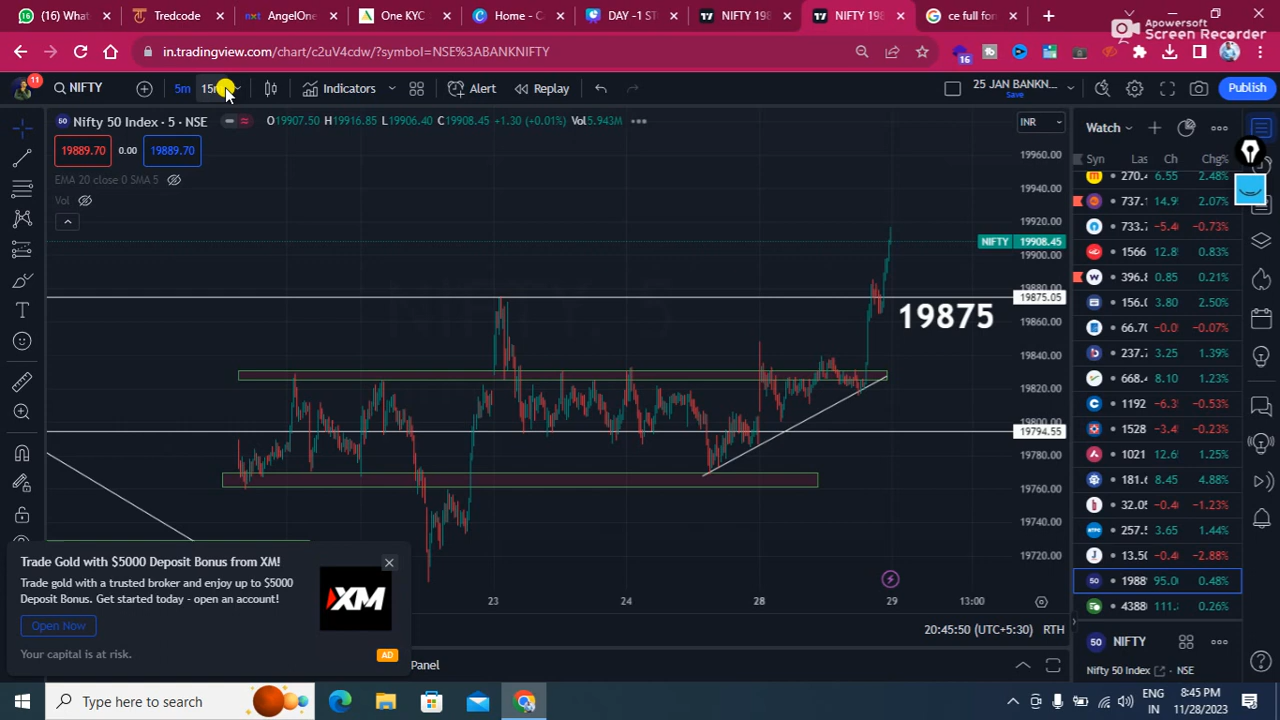 (16) Whats
Tredcode
AngelOne
One KYC
Home - Ca
DAY -1 ST
NIFTY 198
NIFTY 198
ce full for
Apowersoft
Screen Recorder
in.tradingview.com/chart/c2uV4cdw/?symbol=NSE%3ABANKNIFTY
16
11
NIFTY
5m
15m
Indicators
Alert
Replay
25 JAN BANKN...
Save
Publish
Nifty 50 Index · 5 · NSE
O19907.50 H19916.85 L19906.40 C19908.45 +1.30 (+0.01%) Vol5.943M
INR
19889.70
0.00
19889.70
EMA 20 close 0 SMA 5
Vol
19960.00
19940.00
19920.00
NIFTY 19908.45
19900.00
19880.00
19875.05
19875
19860.00
19840.00
19820.00
19800.00
19794.55
19780.00
19760.00
19740.00
19720.00
23
24
28
29
13:00
20:45:50 (UTC+5:30)
RTH
Panel
Watch
Syn
Las
Ch
Chg%
270.4 6.55 2.48%
737.1 14.9 2.07%
733.7 -5.4 -0.73%
1566 12.8 0.83%
396.8 0.85 0.21%
156.0 3.80 2.50%
66.70 -0.0 -0.07%
237.7 3.25 1.39%
668.4 8.10 1.23%
1192 -6.3 -0.53%
1528 -3.4 -0.23%
1021 12.6 1.25%
181.6 8.45 4.88%
32.05 -0.4 -1.23%
257.5 3.65 1.44%
13.50 -0.4 -2.88%
50 1988 95.0 0.48%
4388 111. 0.26%
50 NIFTY
Nifty 50 Index · NSE
Trade Gold with $5000 Deposit Bonus from XM!
Trade gold with a trusted broker and enjoy up to $5000
Deposit Bonus. Get started today - open an account!
XM
Open Now
Your capital is at risk.
AD
Type here to search
ENG
IN
8:45 PM
11/28/2023